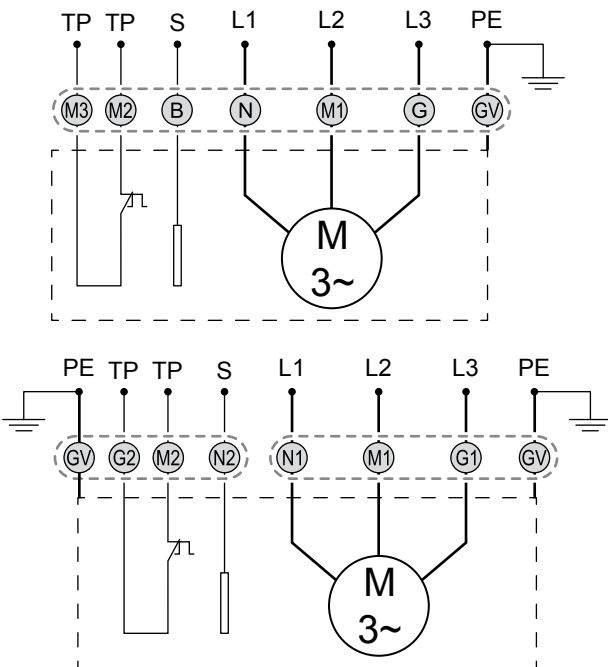 TP TP S L1 L2 L3 PE
M3 M2 B N M1 G GV
M
3~
PE TP TP S L1 L2 L3 PE
GV G2 M2 N2 N1 M1 G1 GV
M
3~